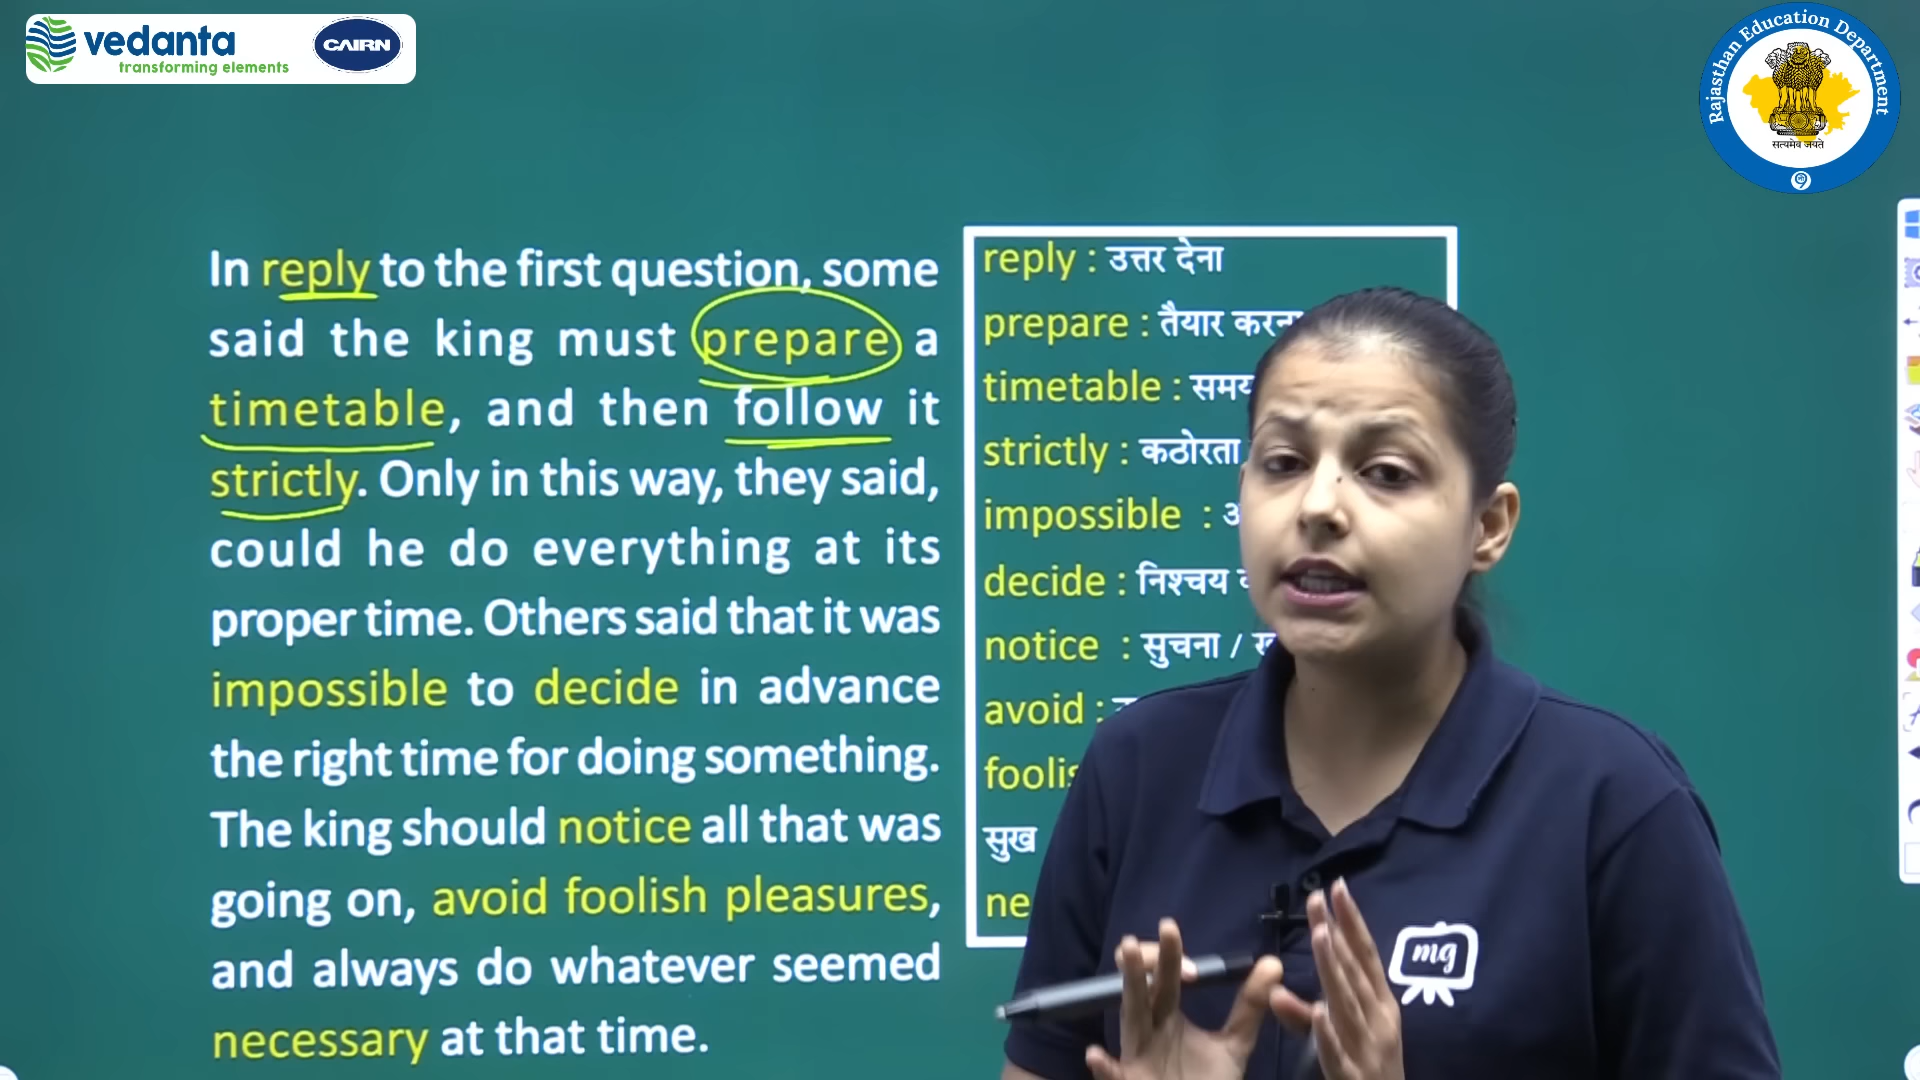 vedanta
transforming elements
CAIRN
Rajasthan Education Department
सत्यमेव जयते
In reply to the first question, some
said the king must prepare a
timetable, and then follow it
strictly. Only in this way, they said,
could he do everything at its
proper time. Others said that it was
impossible to decide in advance
the right time for doing something.
The king should notice all that was
going on, avoid foolish pleasures,
and always do whatever seemed
necessary at that time.
reply : उत्तर देना
prepare : तैयार
timetable :
strictly : कठोरता
impossible :
decide : निश्चय
notice : सुचना /
avoid :
सुख
mg